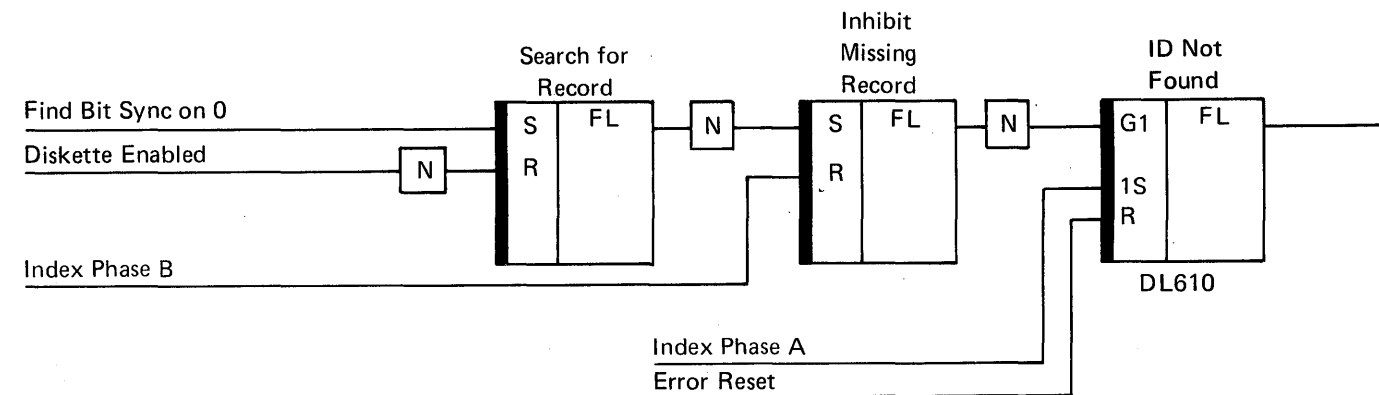 Inhibit
Missing
Record
ID Not
Found
Search for
Record
Find Bit Sync on 0
Diskette Enabled
N
S
R
FL
N
S
R
FL
N
G1
1S
R
FL
DL610
Index Phase B
Index Phase A
Error Reset